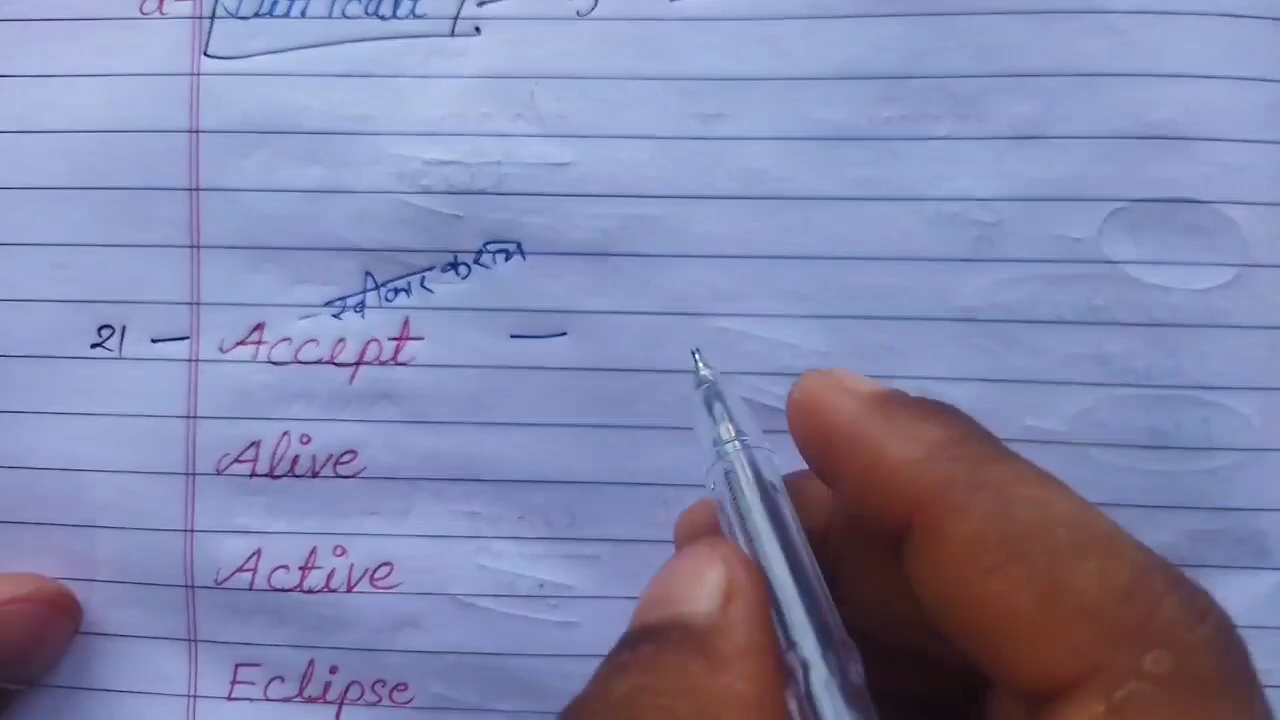 स्वीकार करना
21 - Accept -
Alive
Active
Eclipse